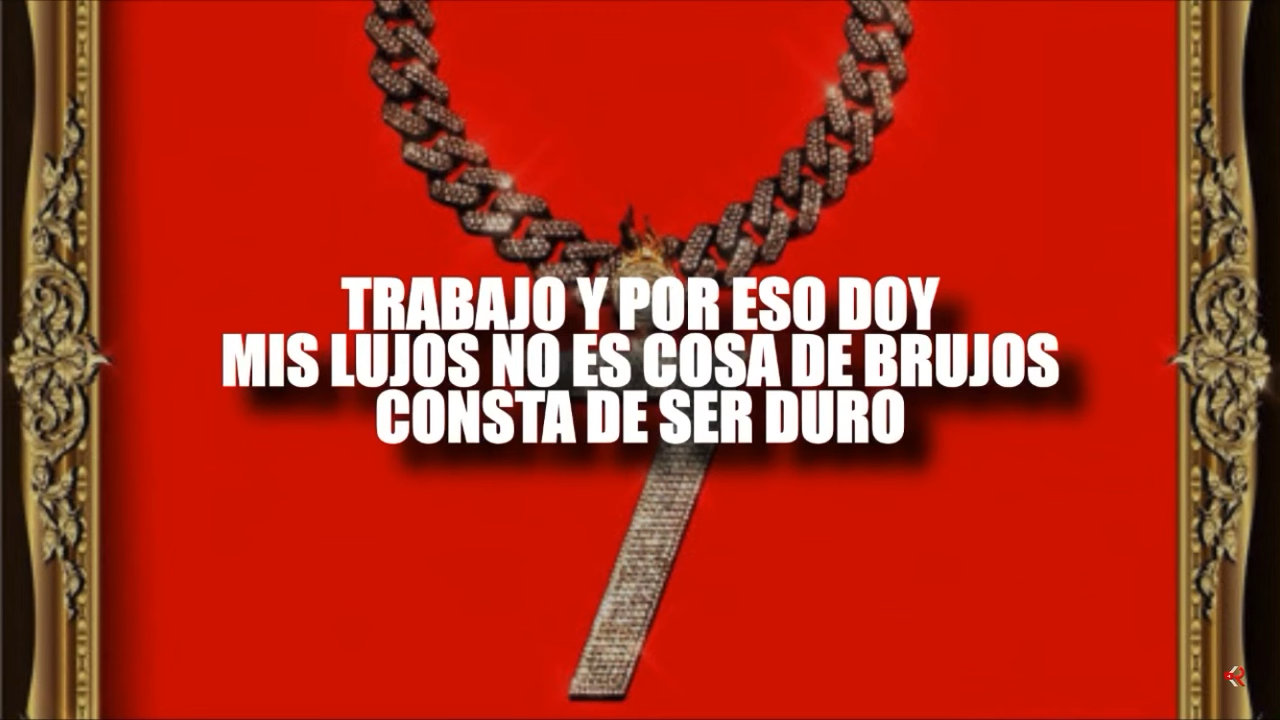 TRABAJO Y POR ESO DOY
MIS LUJOS NO ES COSA DE BRUJOS
CONSTA DE SER DURO